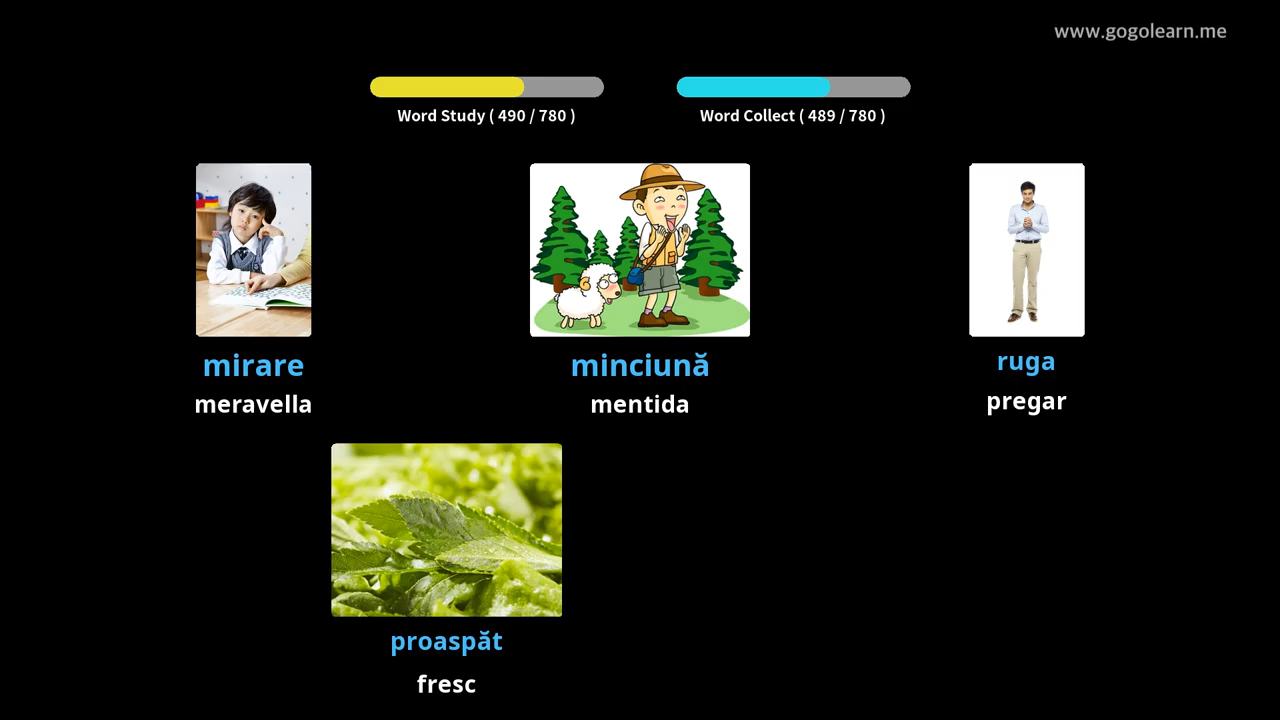 www.gogolearn.me
Word Study ( 490 / 780 )
Word Collect ( 489 / 780 )
mirare
meravella
minciună
mentida
ruga
pregar
proaspăt
fresc